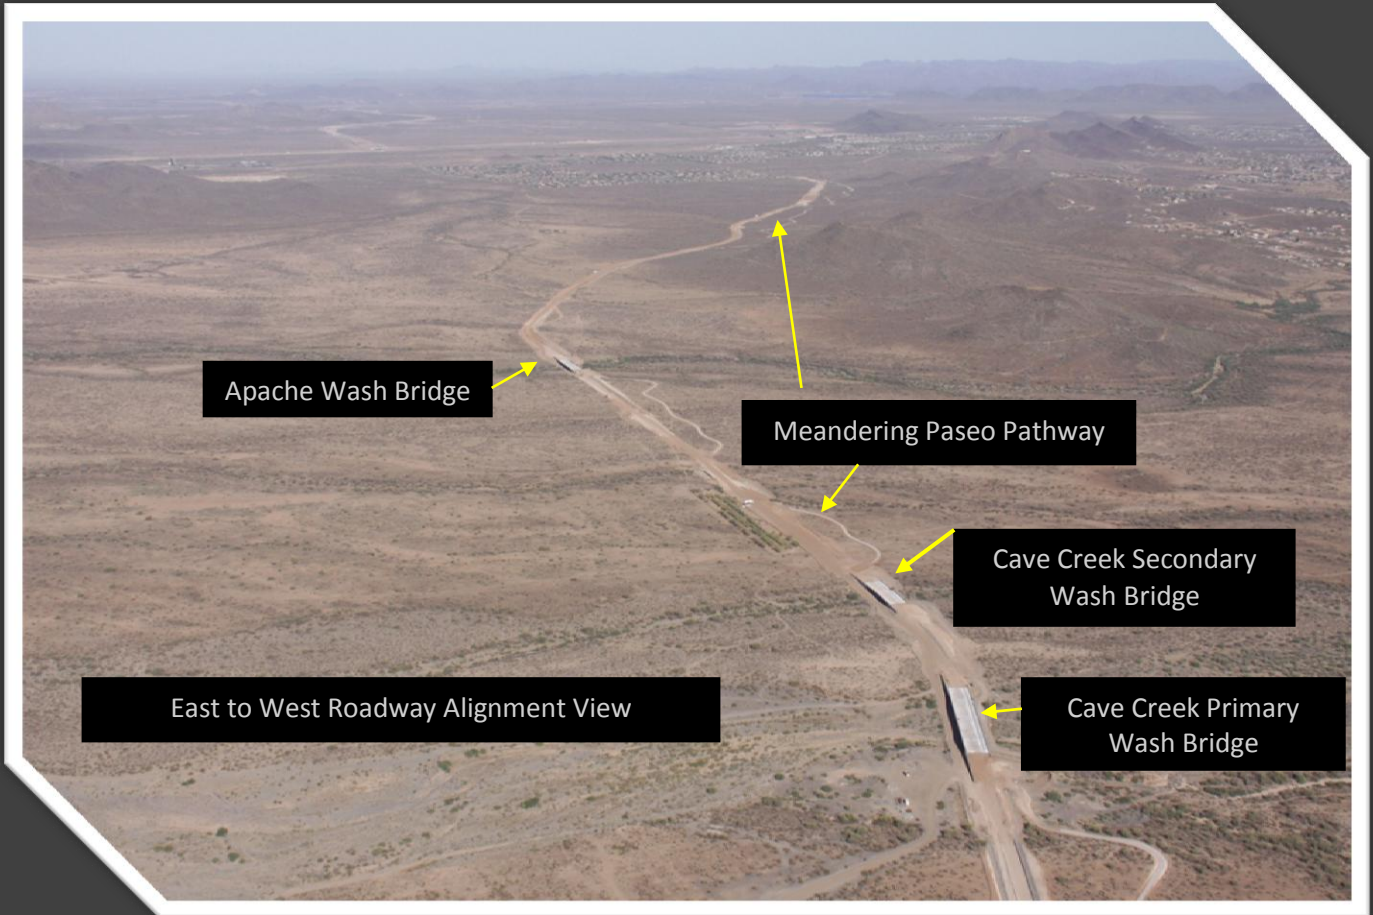 Apache Wash Bridge
Meandering Paseo Pathway
Cave Creek Secondary
Wash Bridge
East to West Roadway Alignment View
Cave Creek Primary
Wash Bridge